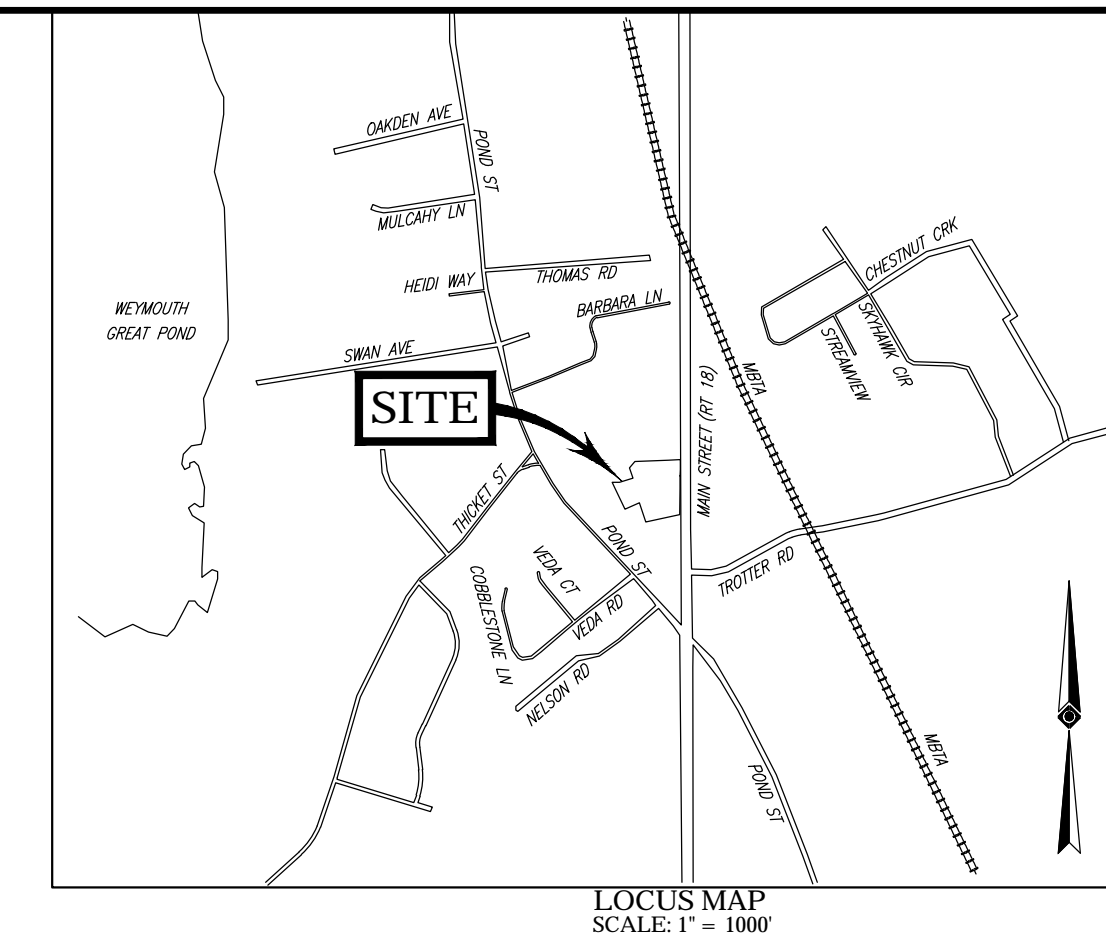 OAKDEN AVE
POND ST
MULCAHY LN
HEIDI WAY
THOMAS RD
BARBARA LN
WEYMOUTH
GREAT POND
SWAN AVE
SITE
CHESTNUT CRK
SKYHAWK CIR
STREAMVIEW
MBTA
MAIN STREET (RT 18)
THICKET ST
POND ST
VEDA CT
COBBLESTONE LN
VEDA RD
NELSON RD
TROTTER RD
MBTA
POND ST
LOCUS MAP
SCALE: 1" = 1000'